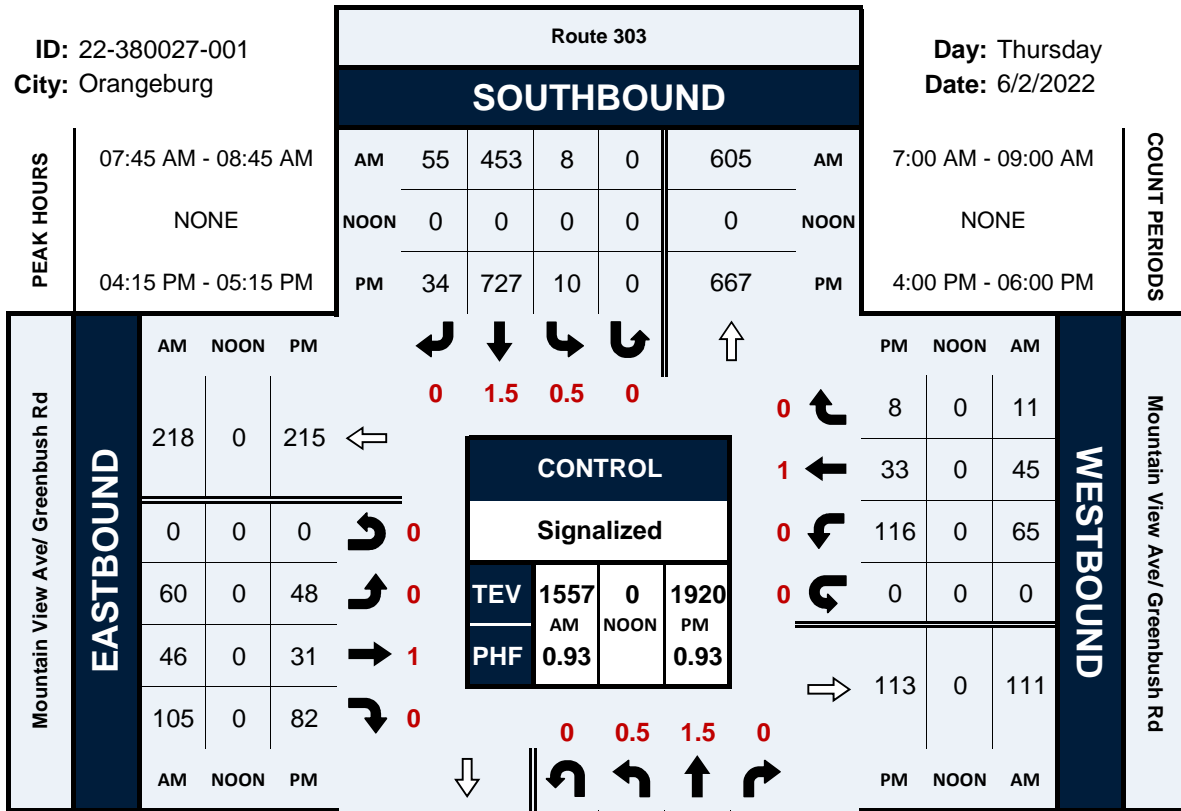 Route 303
ID: 22-380027-001
Day: Thursday
City: Orangeburg
Date: 6/2/2022
SOUTHBOUND
PEAK HOURS
07:45 AM - 08:45 AM
AM 55 453 8 0 605 AM
7:00 AM - 09:00 AM
COUNT PERIODS
NONE
NOON 0 0 0 0 0 NOON
NONE
04:15 PM - 05:15 PM
PM 34 727 10 0 667 PM
4:00 PM - 06:00 PM
Mountain View Ave/ Greenbush Rd
EASTBOUND
AM NOON PM
218 0 215
0 0 0 0
60 0 48 0
46 0 31 1
105 0 82 0
AM NOON PM
0 1.5 0.5 0
CONTROL
Signalized
TEV 1557 0 1920
AM NOON PM
PHF 0.93 0.93
0 0.5 1.5 0
PM NOON AM
0 8 0 11
1 33 0 45
0 116 0 65
0 0 0 0
113 0 111
PM NOON AM
WESTBOUND
Mountain View Ave/ Greenbush Rd